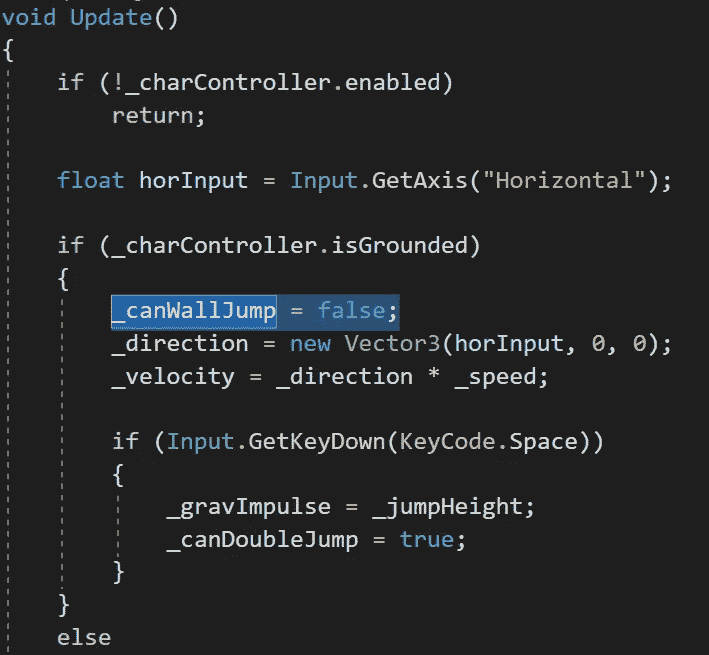 void Update()
{
    if (!_charController.enabled)
        return;
    float horInput = Input.GetAxis("Horizontal");
    if (_charController.isGrounded)
    {
        _canWallJump = false;
        _direction = new Vector3(horInput, 0, 0);
        _velocity = _direction * _speed;
        if (Input.GetKeyDown(KeyCode.Space))
        {
            _gravImpulse = _jumpHeight;
            _canDoubleJump = true;
        }
    }
    else